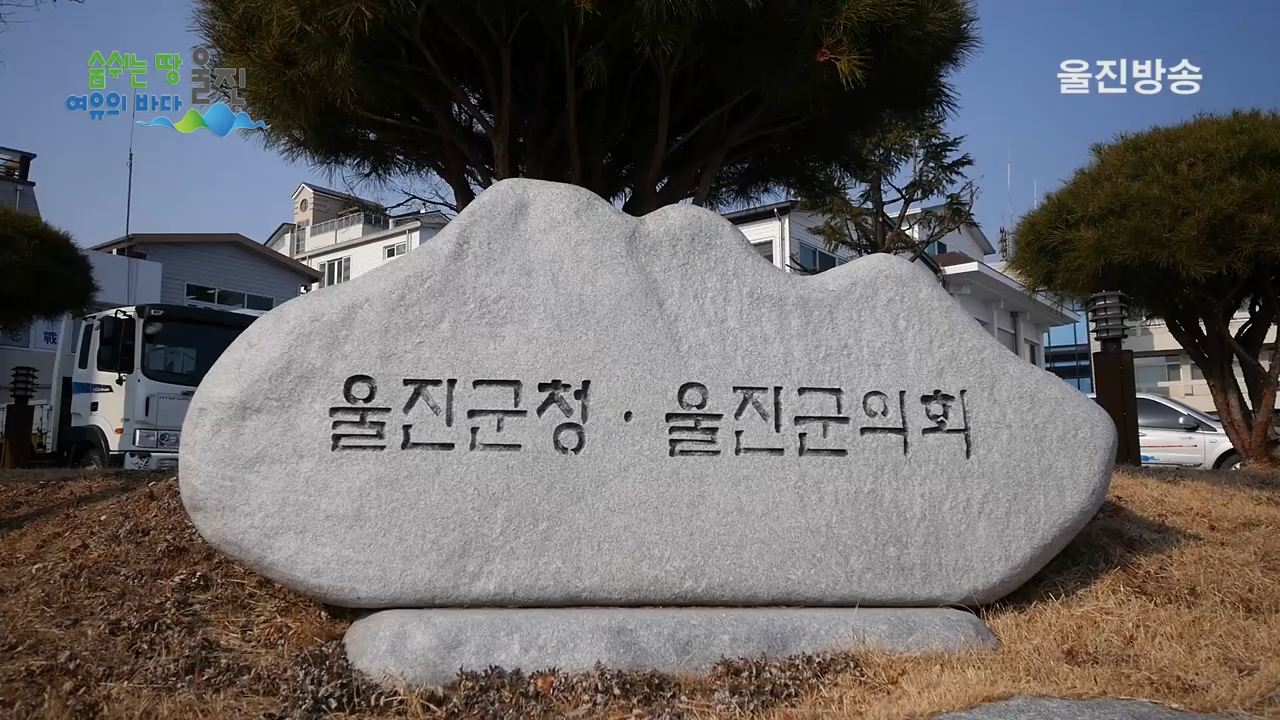 숨쉬는 땅
여유의 바다
울진
울진방송
울진군청 · 울진군의회